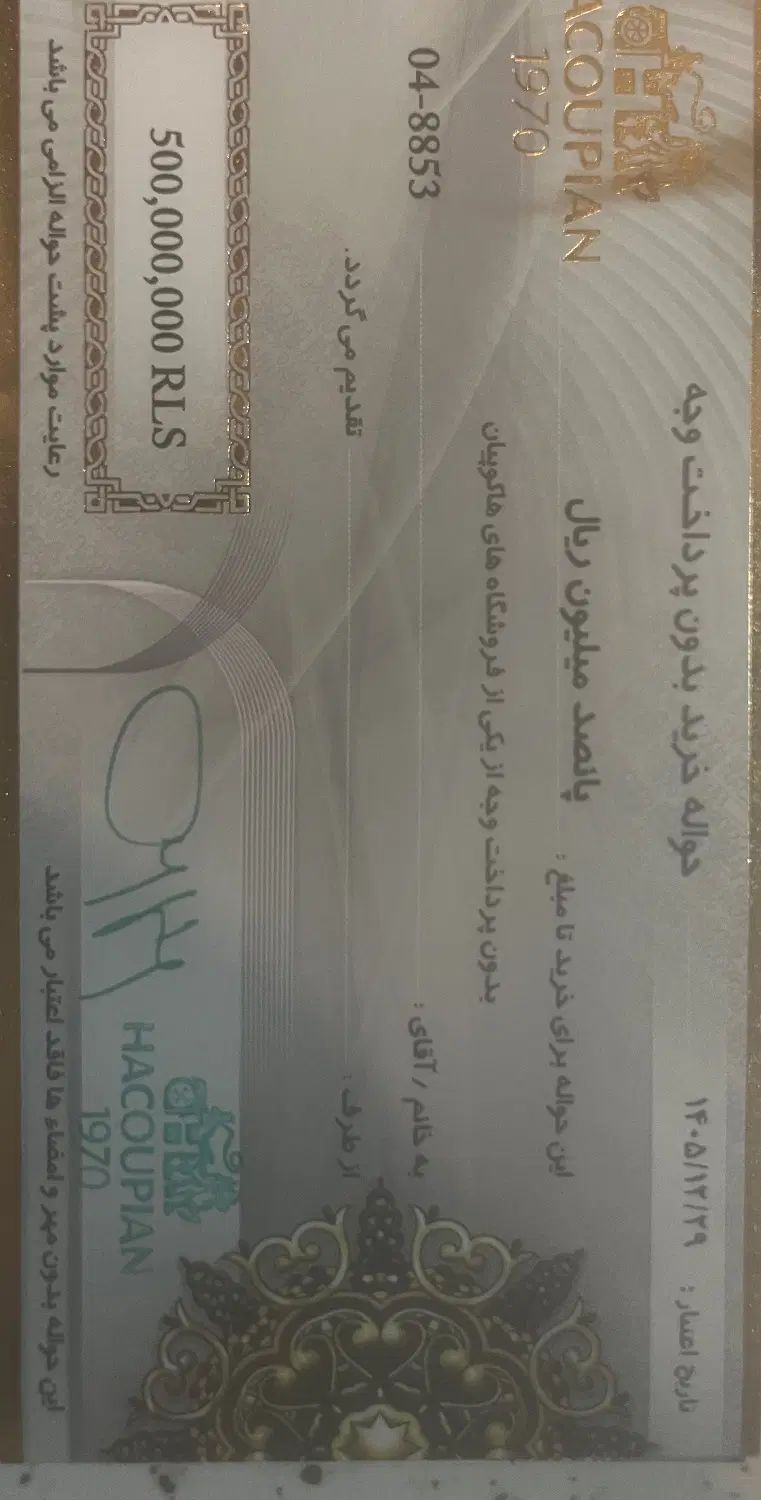 ACOUPIAN
1970
حواله خرید بدون پرداخت وجه
تاریخ اعتبار : ۱۴۰۵/۱۲/۲۹
این حواله برای خرید تا مبلغ : پانصد میلیون ریال
بدون پرداخت وجه از یکی از فروشگاه های هاکوپیان
04-8853
به خانم / آقای :
از طرف : تقدیم می گردد.
500,000,000 RLS
HACOUPIAN
1970
رعایت موارد پشت حواله الزامی می باشد
این حواله بدون مهر و امضاء ها فاقد اعتبار می باشد